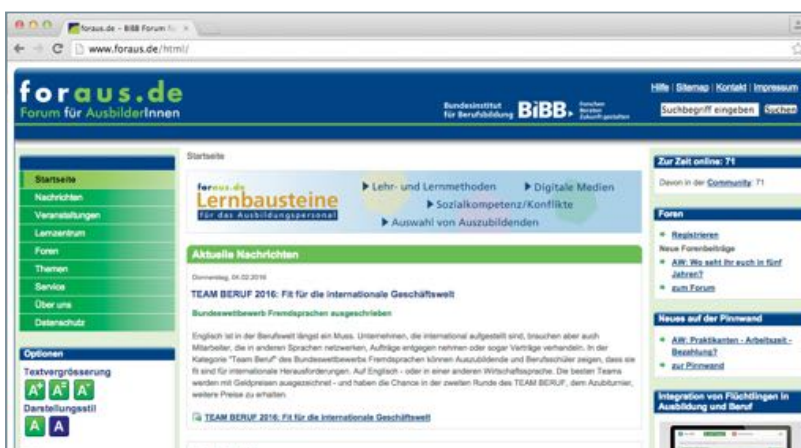 foraus.de – BiBB Forum fü
www.foraus.de/html/
foraus.de
Forum für AusbilderInnen
Bundesinstitut
für Berufsbildung
BiBB
Forschen
Beraten
Zukunft gestalten
Hilfe | Sitemap | Kontakt | Impressum
Suchbegriff eingeben Suchen
Startseite
Nachrichten
Veranstaltungen
Lernzentrum
Foren
Themen
Service
Über uns
Datenschutz
Optionen
Textvergrösserung
A+ A= A-
Darstellungsstil
A A
Startseite
foraus.de
Lernbausteine
für das Ausbildungspersonal
Lehr- und Lernmethoden
Digitale Medien
Sozialkompetenz/Konflikte
Auswahl von Auszubildenden
Aktuelle Nachrichten
Donnerstag, 04.02.2016
TEAM BERUF 2016: Fit für die internationale Geschäftswelt
Bundeswettbewerb Fremdsprachen ausgeschrieben
Englisch ist in der Berufswelt längst ein Muss. Unternehmen, die international aufgestellt sind, brauchen aber auch
Mitarbeiter, die in anderen Sprachen netzwerken, Aufträge entgegen nehmen oder sogar Verträge verhandeln. In der
Kategorie "Team Beruf" des Bundeswettbewerbs Fremdsprachen können Auszubildende und Berufsschüler zeigen, dass sie
fit sind für internationale Herausforderungen. Auf Englisch - oder in einer anderen Wirtschaftssprache. Die besten Teams
werden mit Geldpreisen ausgezeichnet - und haben die Chance in der zweiten Runde des TEAM BERUF, dem Azubiturnier,
weitere Preise zu erhalten.
TEAM BERUF 2016: Fit für die internationale Geschäftswelt
Zur Zeit online: 71
Davon in der Community: 71
Foren
Registrieren
Neue Forenbeiträge
AW: Wo seht ihr euch in fünf
Jahren?
zum Forum
Neues auf der Pinnwand
AW: Praktikanten - Arbeitszeit -
Bezahlung?
zur Pinnwand
Integration von Flüchtlingen in
Ausbildung und Beruf